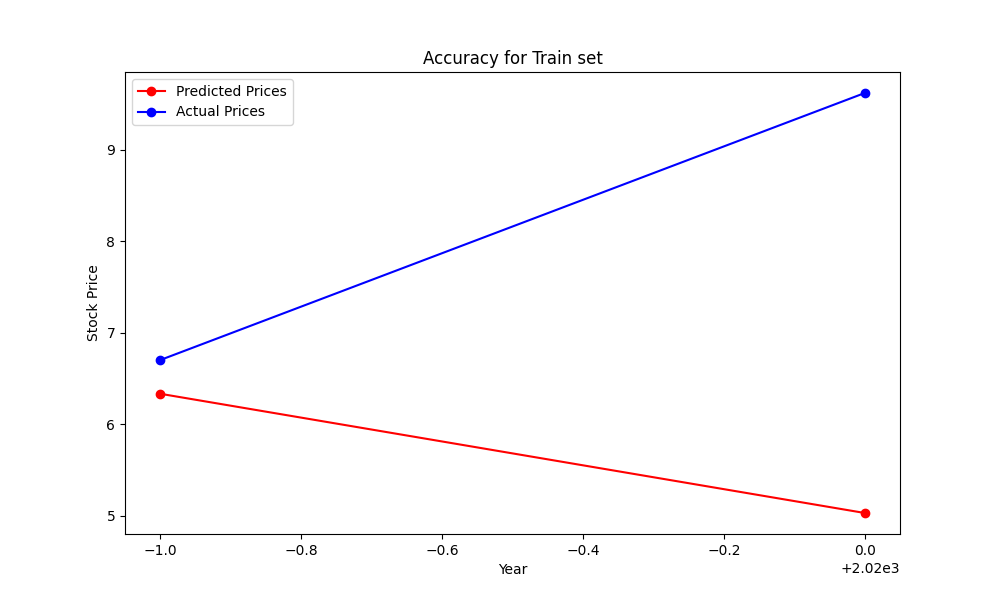 Accuracy for Train set
Predicted Prices
Actual Prices
Stock Price
9
8
7
6
5
−1.0 −0.8 −0.6 −0.4 −0.2 0.0
+2.02e3
Year